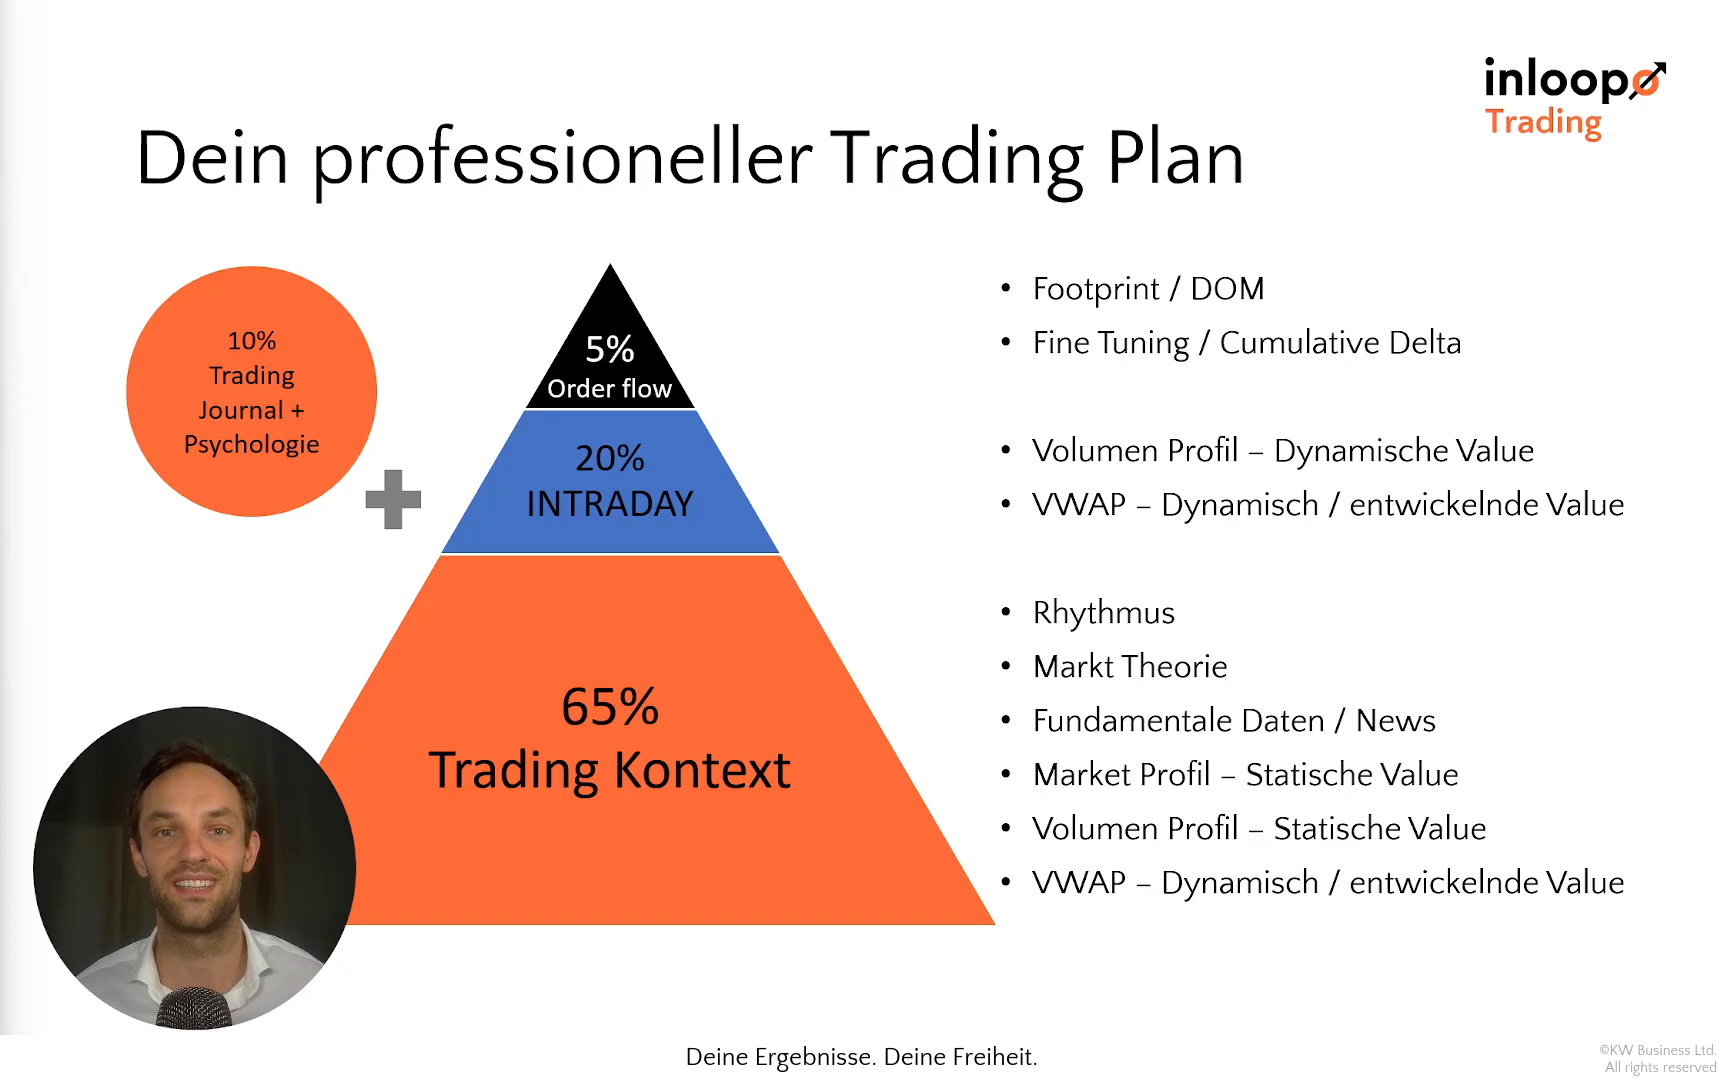 inloop
Trading
Dein professioneller Trading Plan
10%
Trading
Journal +
Psychologie
5%
Order flow
20%
INTRADAY
65%
Trading Kontext
• Footprint / DOM
• Fine Tuning / Cumulative Delta
• Volumen Profil – Dynamische Value
• VWAP – Dynamisch / entwickelnde Value
• Rhythmus
• Markt Theorie
• Fundamentale Daten / News
• Market Profil – Statische Value
• Volumen Profil – Statische Value
• VWAP – Dynamisch / entwickelnde Value
Deine Ergebnisse. Deine Freiheit.
©KW Business Ltd.
All rights reserved